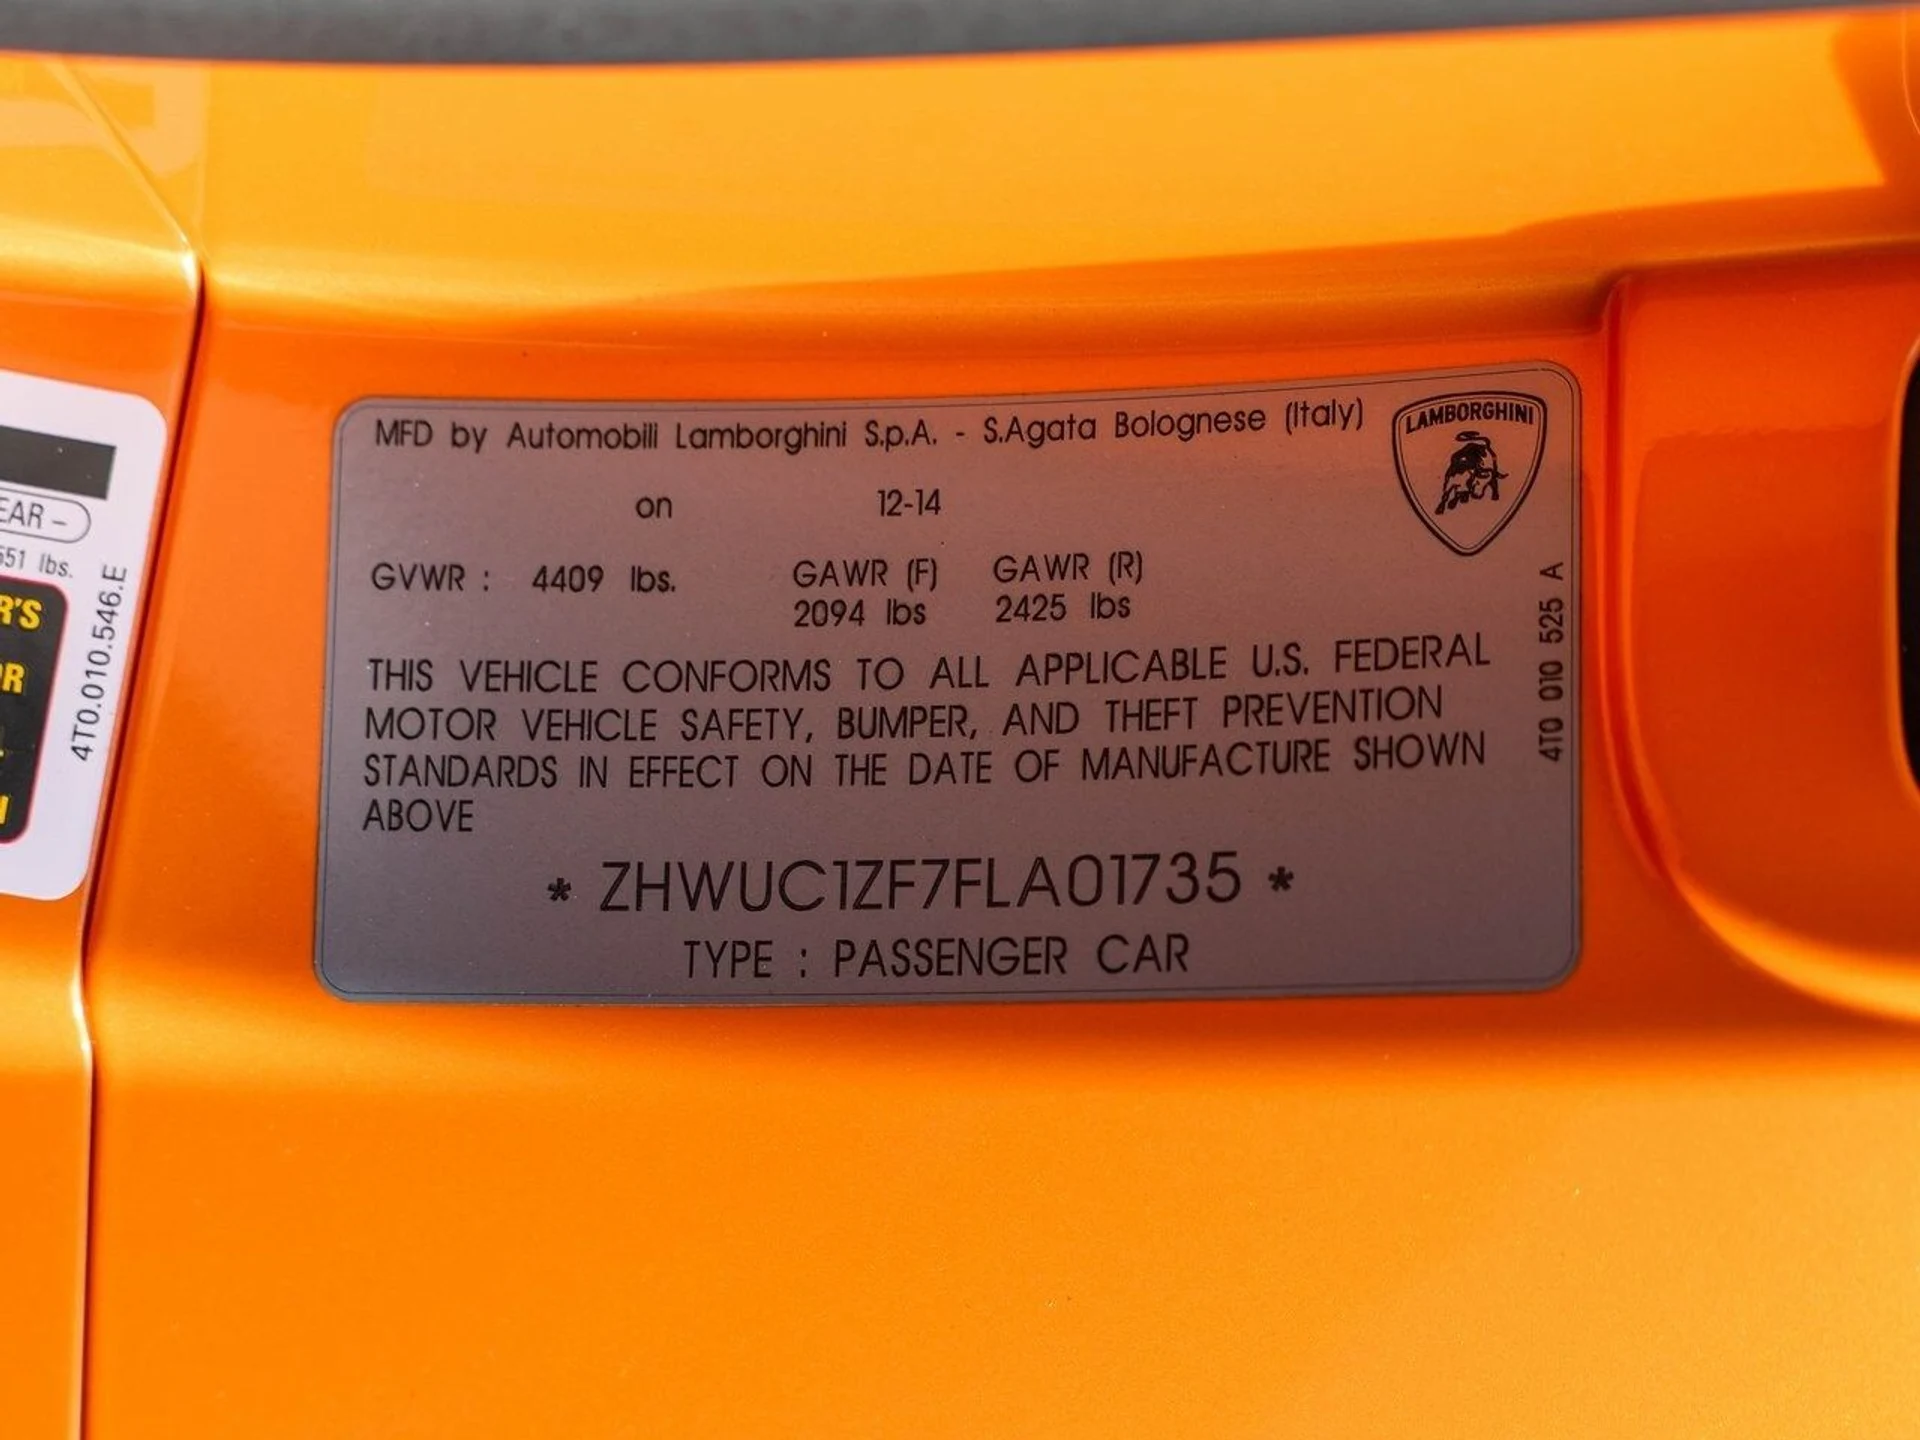 MFD by Automobili Lamborghini S.p.A. - S.Agata Bolognese (Italy)
LAMBORGHINI
on 12-14
GVWR : 4409 lbs. GAWR (F) GAWR (R)
2094 lbs 2425 lbs
THIS VEHICLE CONFORMS TO ALL APPLICABLE U.S. FEDERAL
MOTOR VEHICLE SAFETY, BUMPER, AND THEFT PREVENTION
STANDARDS IN EFFECT ON THE DATE OF MANUFACTURE SHOWN
ABOVE
* ZHWUC1ZF7FLA01735 *
TYPE : PASSENGER CAR
4T0 010 525 A
lbs.
4T0.010.546.E